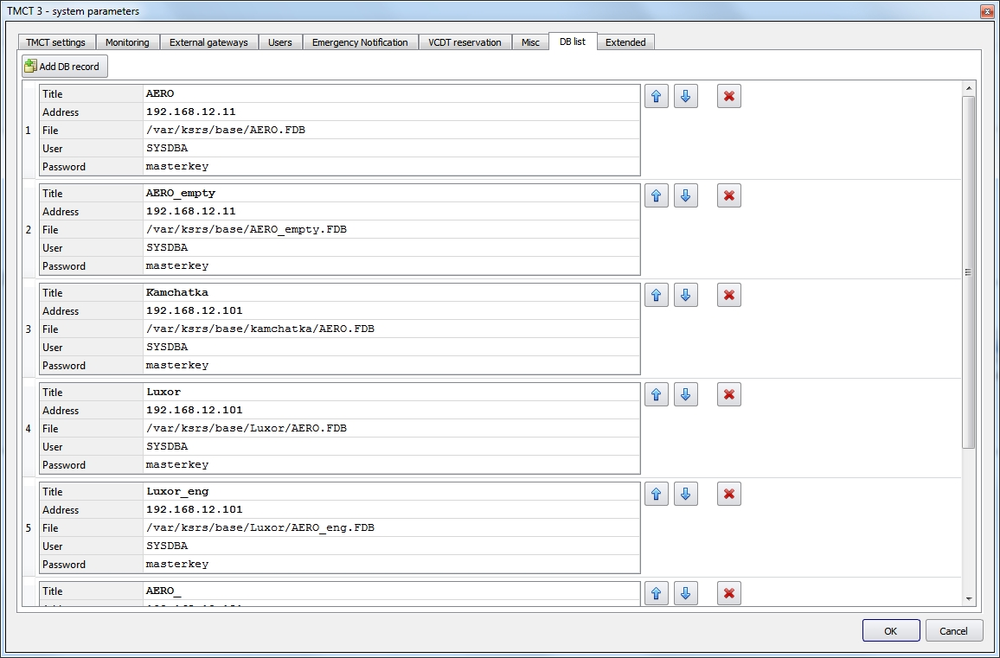 TMCT 3 - system parameters
TMCT settings Monitoring External gateways Users Emergency Notification VCDT reservation Misc DB list Extended
Add DB record
Title AERO
Address 192.168.12.11
1 File /var/ksrs/base/AERO.FDB
User SYSDBA
Password masterkey
Title AERO_empty
Address 192.168.12.11
2 File /var/ksrs/base/AERO_empty.FDB
User SYSDBA
Password masterkey
Title Kamchatka
Address 192.168.12.101
3 File /var/ksrs/base/kamchatka/AERO.FDB
User SYSDBA
Password masterkey
Title Luxor
Address 192.168.12.101
4 File /var/ksrs/base/Luxor/AERO.FDB
User SYSDBA
Password masterkey
Title Luxor_eng
Address 192.168.12.101
5 File /var/ksrs/base/Luxor/AERO_eng.FDB
User SYSDBA
Password masterkey
Title AERO_
OK Cancel